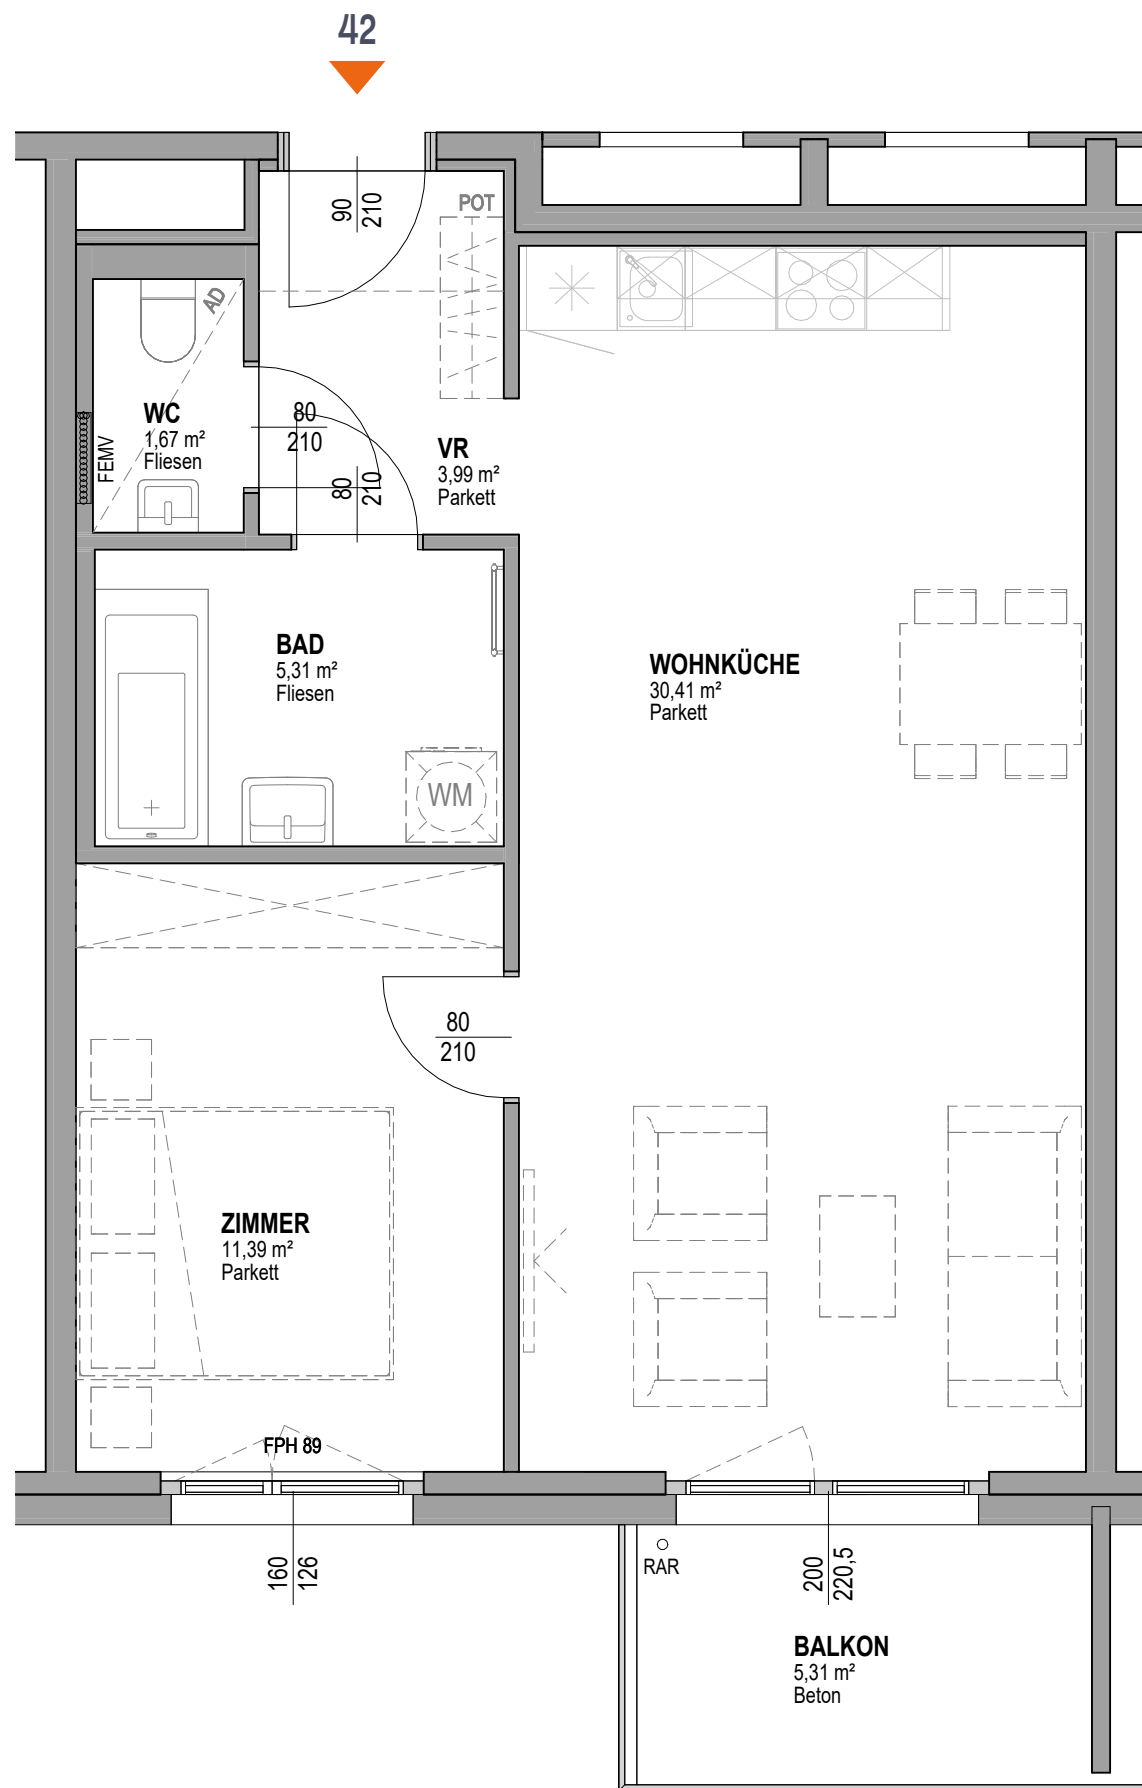 42
90
210
POT
AD
WC
1,67 m²
Fliesen
FEMV
80
210
80
210
VR
3,99 m²
Parkett
BAD
5,31 m²
Fliesen
WM
WOHNKÜCHE
30,41 m²
Parkett
80
210
ZIMMER
11,39 m²
Parkett
FPH 89
160
126
RAR
200
220,5
BALKON
5,31 m²
Beton